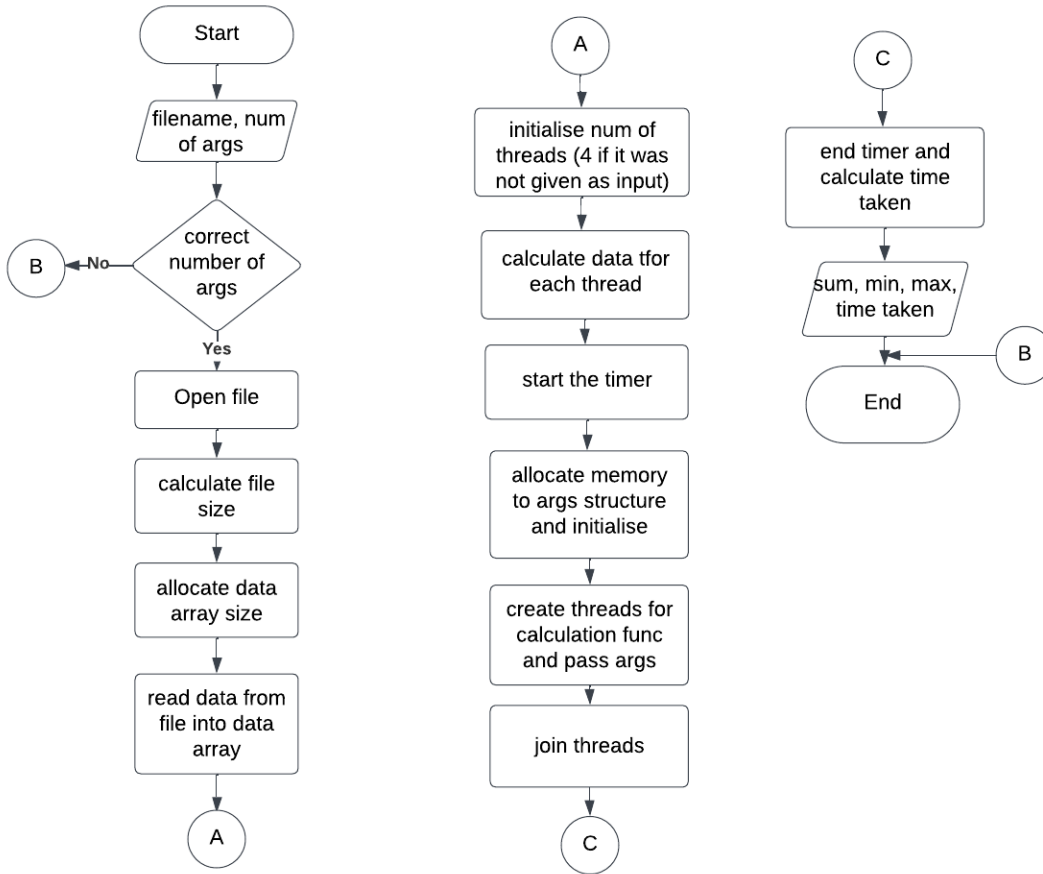 Start
filename, num
of args
correct
number of
args
No
B
Yes
Open file
calculate file
size
allocate data
array size
read data from
file into data
array
A
A
initialise num of
threads (4 if it was
not given as input)
calculate data tfor
each thread
start the timer
allocate memory
to args structure
and initialise
create threads for
calculation func
and pass args
join threads
C
C
end timer and
calculate time
taken
sum, min, max,
time taken
B
End